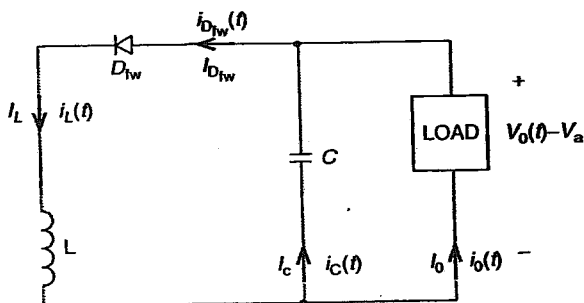 i_Dfw(t)
D_fw
I_Dfw
I_L i_L(t)
C
LOAD
+
V_0(t)–V_a
L
I_c i_C(t)
I_0 i_0(t) –